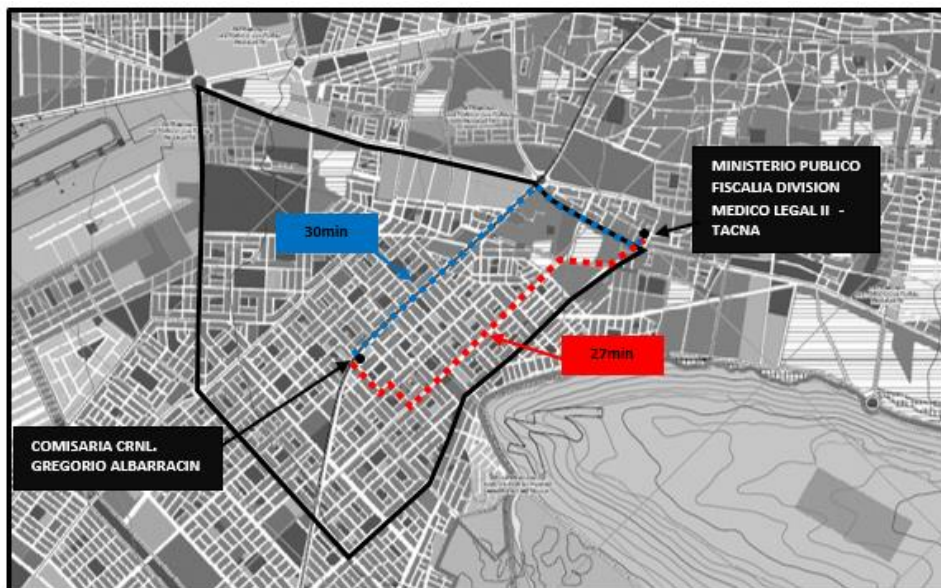 MINISTERIO PUBLICO
FISCALIA DIVISION
MEDICO LEGAL II -
TACNA
30min
27min
COMISARIA CRNL.
GREGORIO ALBARRACIN